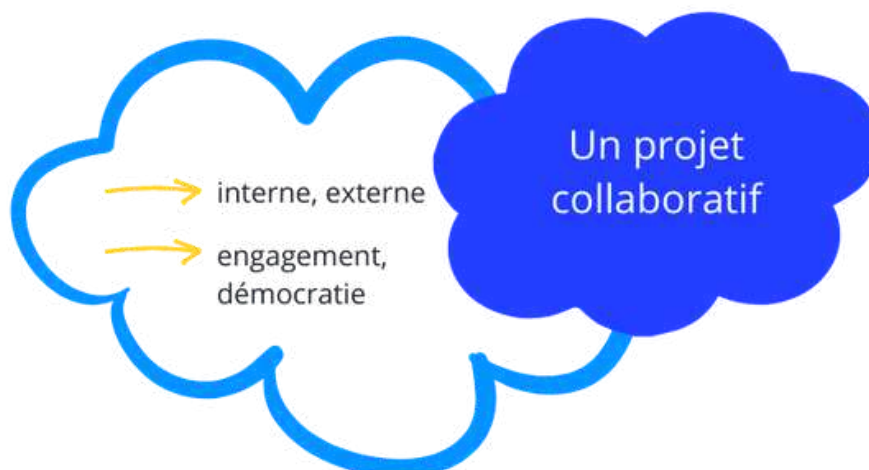 Un projet
collaboratif
interne, externe
engagement,
démocratie